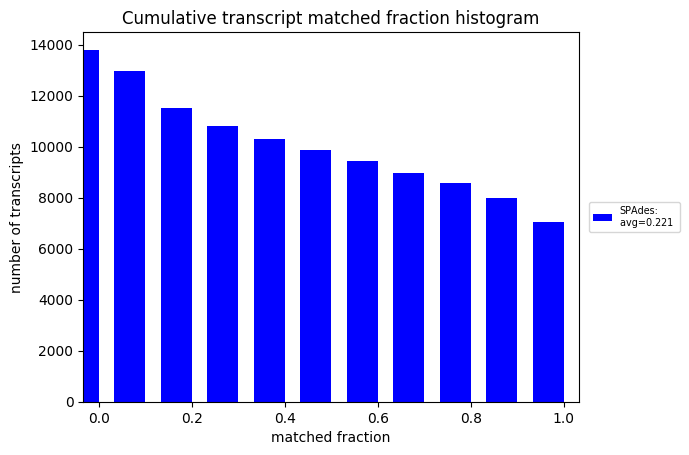 Cumulative transcript matched fraction histogram
number of transcripts
14000
12000
10000
8000
6000
4000
2000
0
0.0 0.2 0.4 0.6 0.8 1.0
matched fraction
SPAdes:
avg=0.221